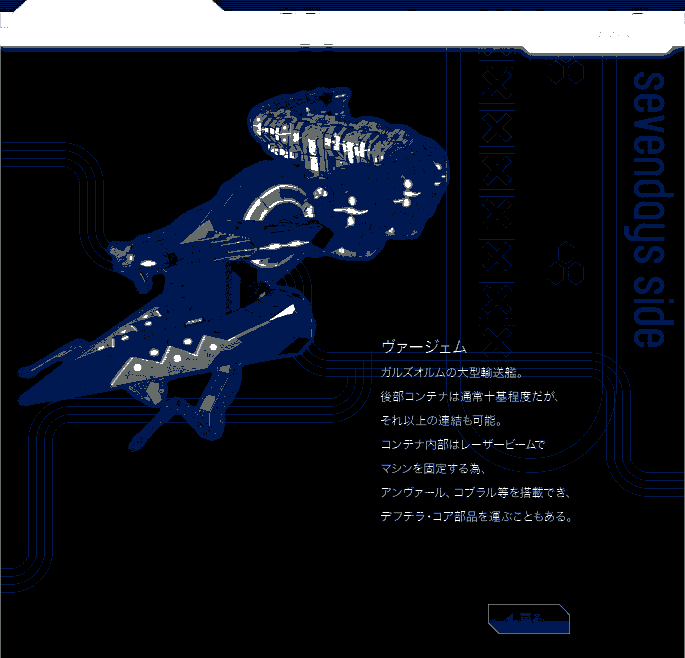 sevendays side
ヴァージェム
ガルズオルムの大型輸送艦。
後部コンテナは通常十基程度だが、
それ以上の連結も可能。
コンテナ内部はレーザービームで
マシンを固定する為、
アンヴァール、コブラル等を搭載でき、
デフテラ・コア部品を運ぶこともある。